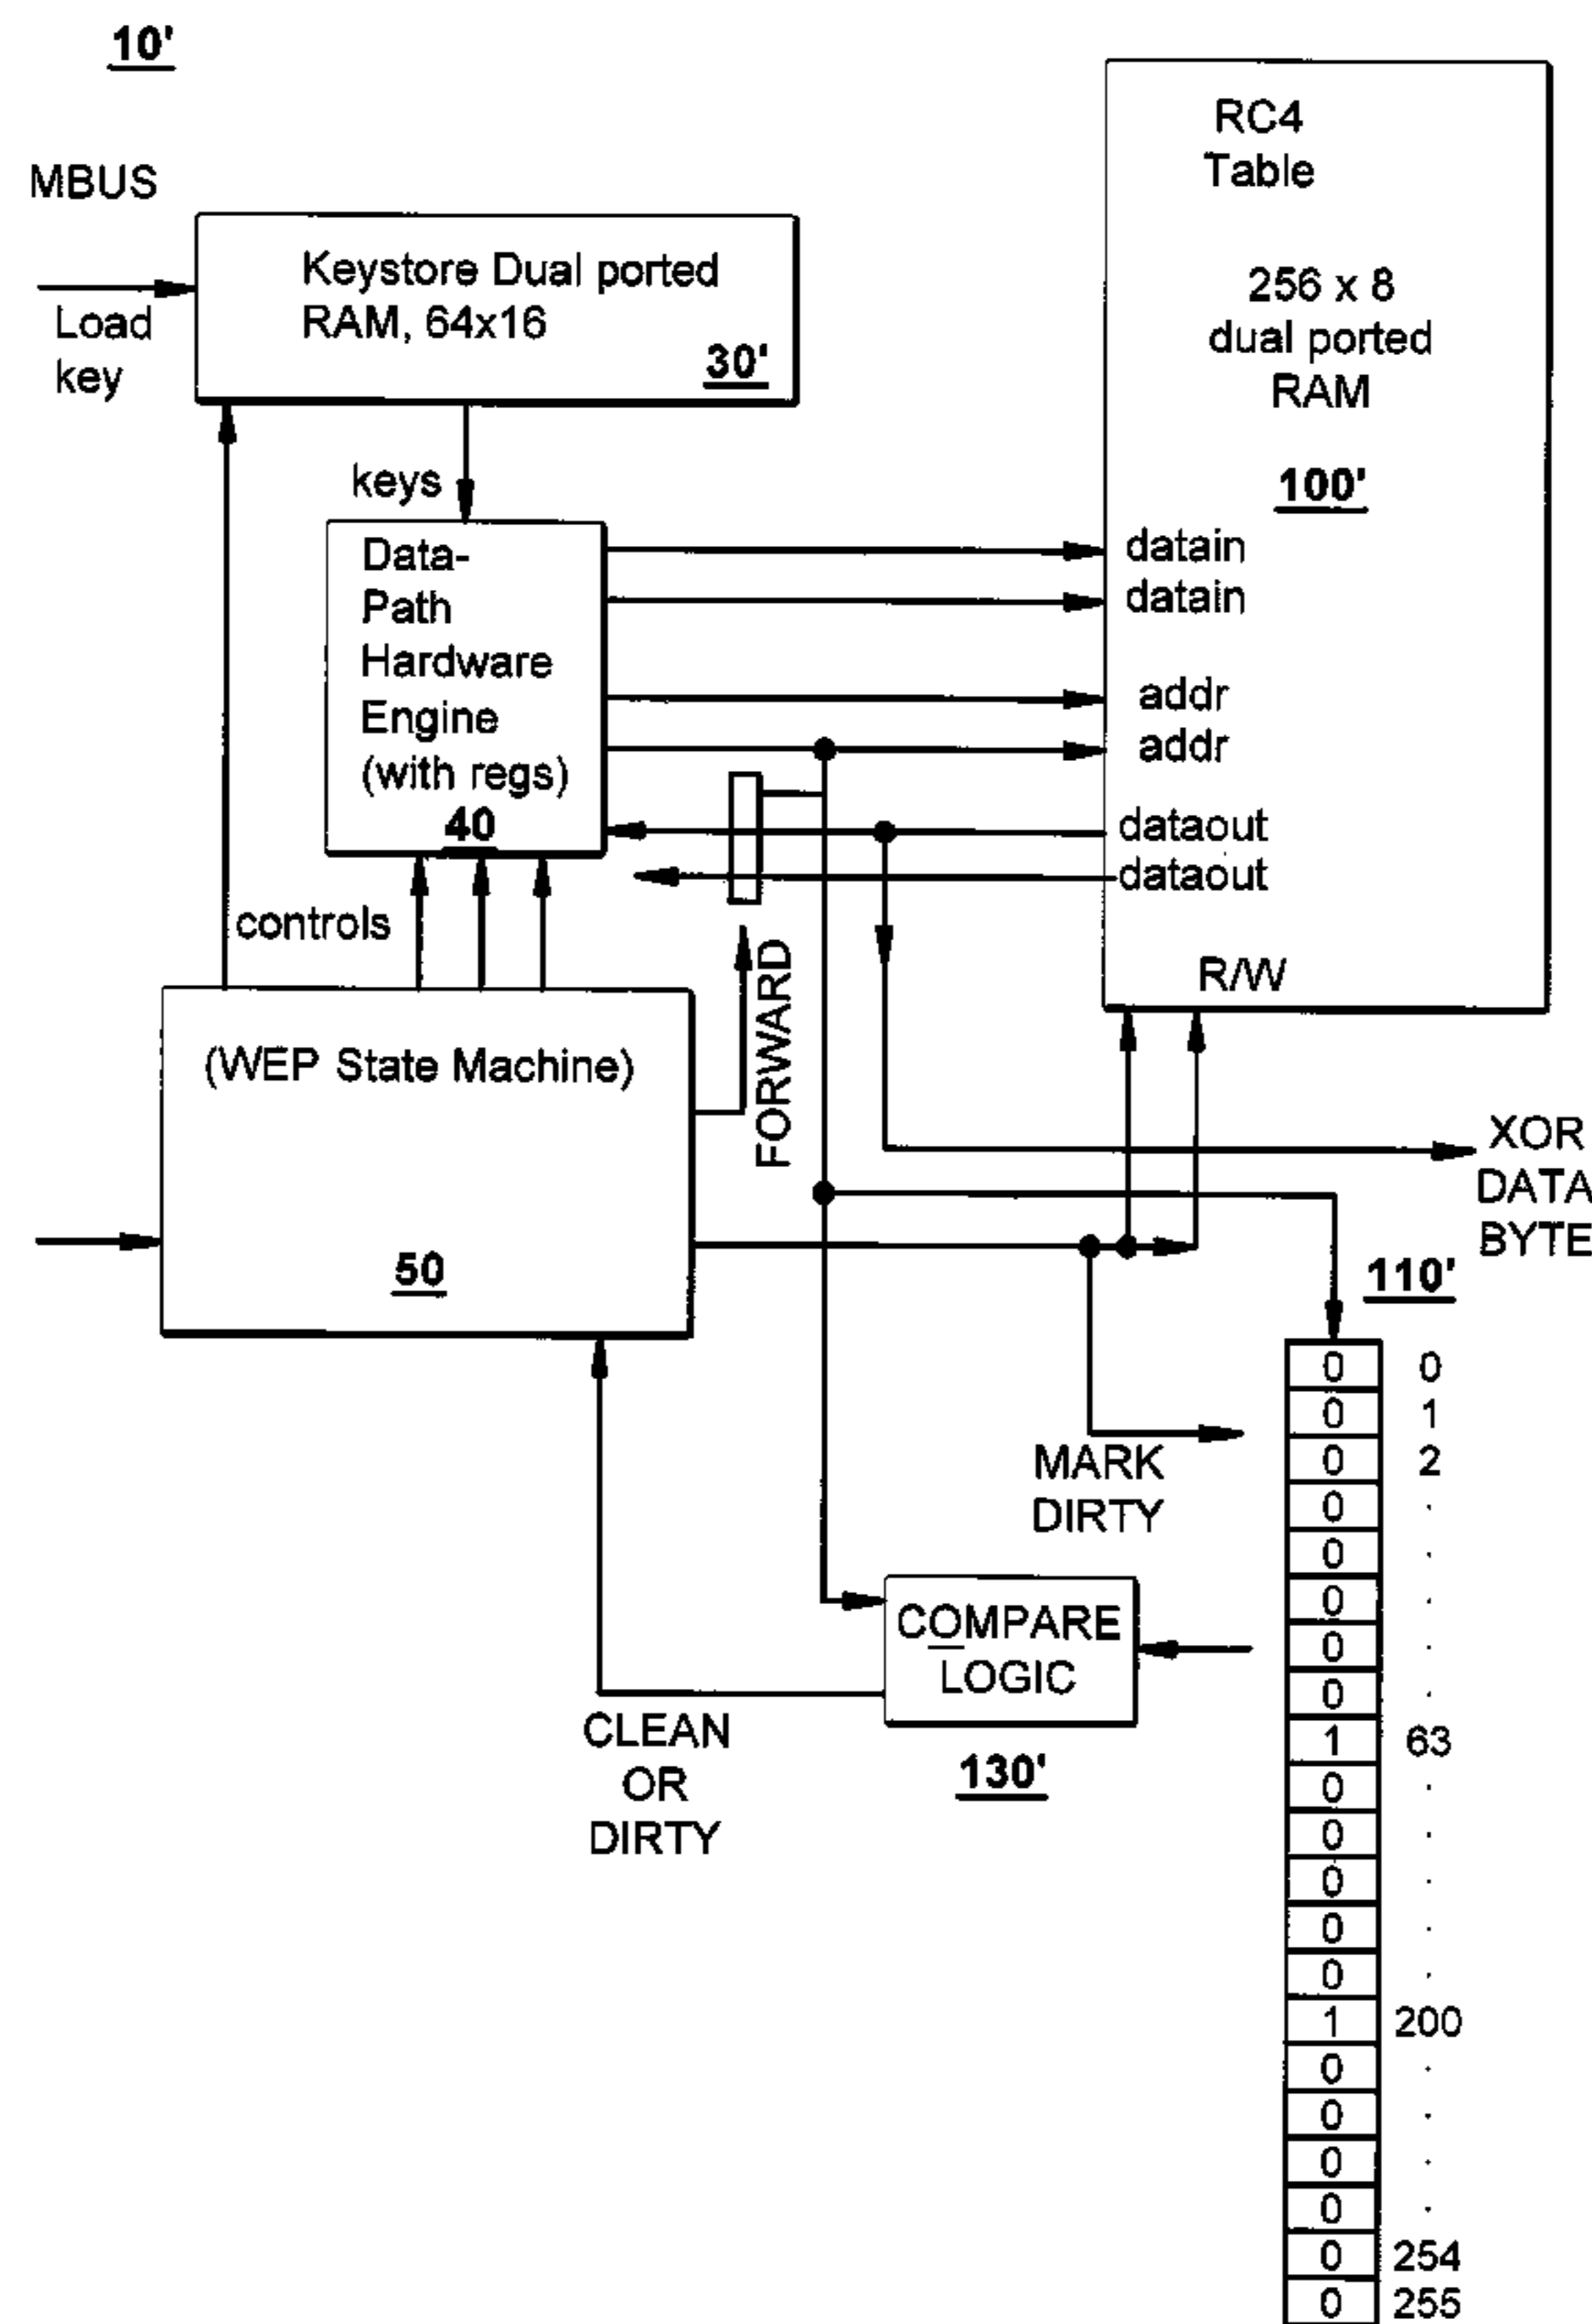 10'
MBUS
Load
key
Keystore Dual ported
RAM, 64x16
30'
keys
Data-
Path
Hardware
Engine
(with regs)
40
controls
(WEP State Machine)
50
FORWARD
RC4
Table
256 x 8
dual ported
RAM
100'
datain
datain
addr
addr
dataout
dataout
R/W
XOR
DATA
BYTE
110'
MARK
DIRTY
COMPARE
LOGIC
130'
CLEAN
OR
DIRTY
0 0
0 1
0 2
0 .
0 .
0 .
0 .
0 .
1 63
0 .
0 .
0 .
0 .
0 .
1 200
0 .
0 .
0 .
0 .
0 254
0 255